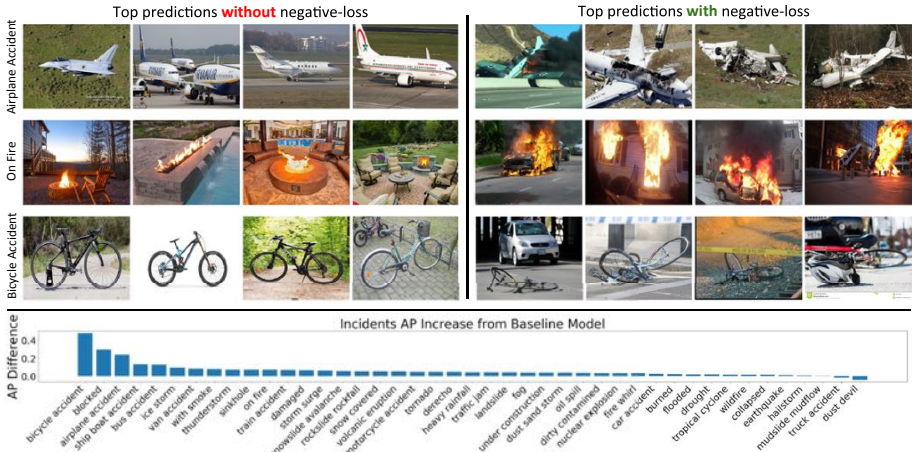 Top predictions without negative-loss
Top predictions with negative-loss
Airplane Accident
On Fire
Bicycle Accident
Incidents AP Increase from Baseline Model
AP Difference
0.4
0.2
0.0
bicycle accident
blocked
airplane accident
ship boat accident
bus accident
ice storm
van accident
with smoke
thunderstorm
sinkhole
on fire
train accident
damaged
storm surge
snowslide avalanche
rockslide rockfall
snow covered
volcanic eruption
motorcycle accident
tornado
derecho
heavy rainfall
traffic jam
landslide
fog
under construction
dust sand storm
oil spill
dirty contamined
nuclear explosion
fire whirl
car accident
burned
flooded
drought
tropical cyclone
wildfire
collapsed
earthquake
hailstorm
mudslide mudflow
truck accident
dust devil